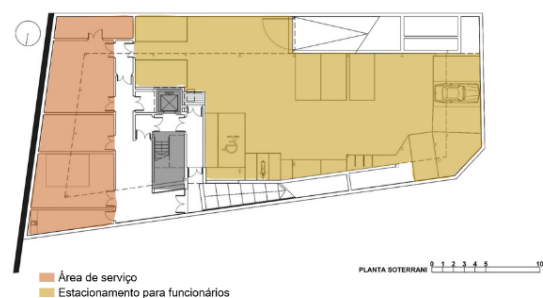 Área de serviço
Estacionamento para funcionários
PLANTA SOTERRANI
0 1 2 3 4 5 10